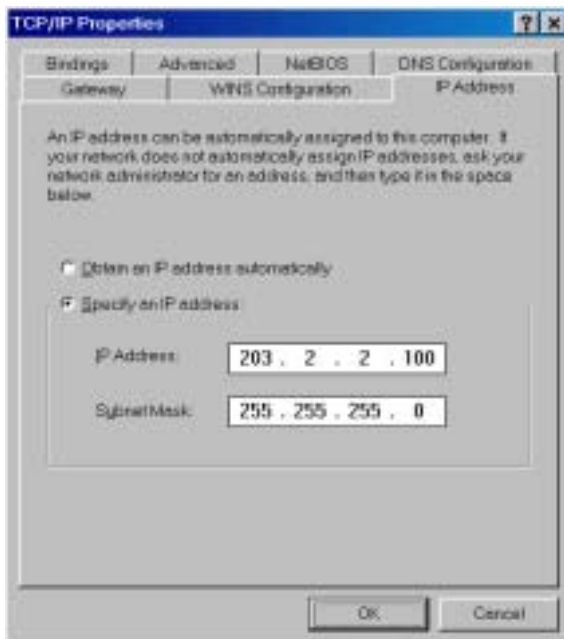 TCP/IP Properties
? ×
Bindings Advanced NetBIOS DNS Configuration
Gateway WINS Configuration IP Address
An IP address can be automatically assigned to this computer. If
your network does not automatically assign IP addresses, ask your
network administrator for an address, and then type it in the space
below.
Obtain an IP address automatically
Specify an IP address:
IP Address: 203 . 2 . 2 . 100
Subnet Mask: 255 . 255 . 255 . 0
OK Cancel